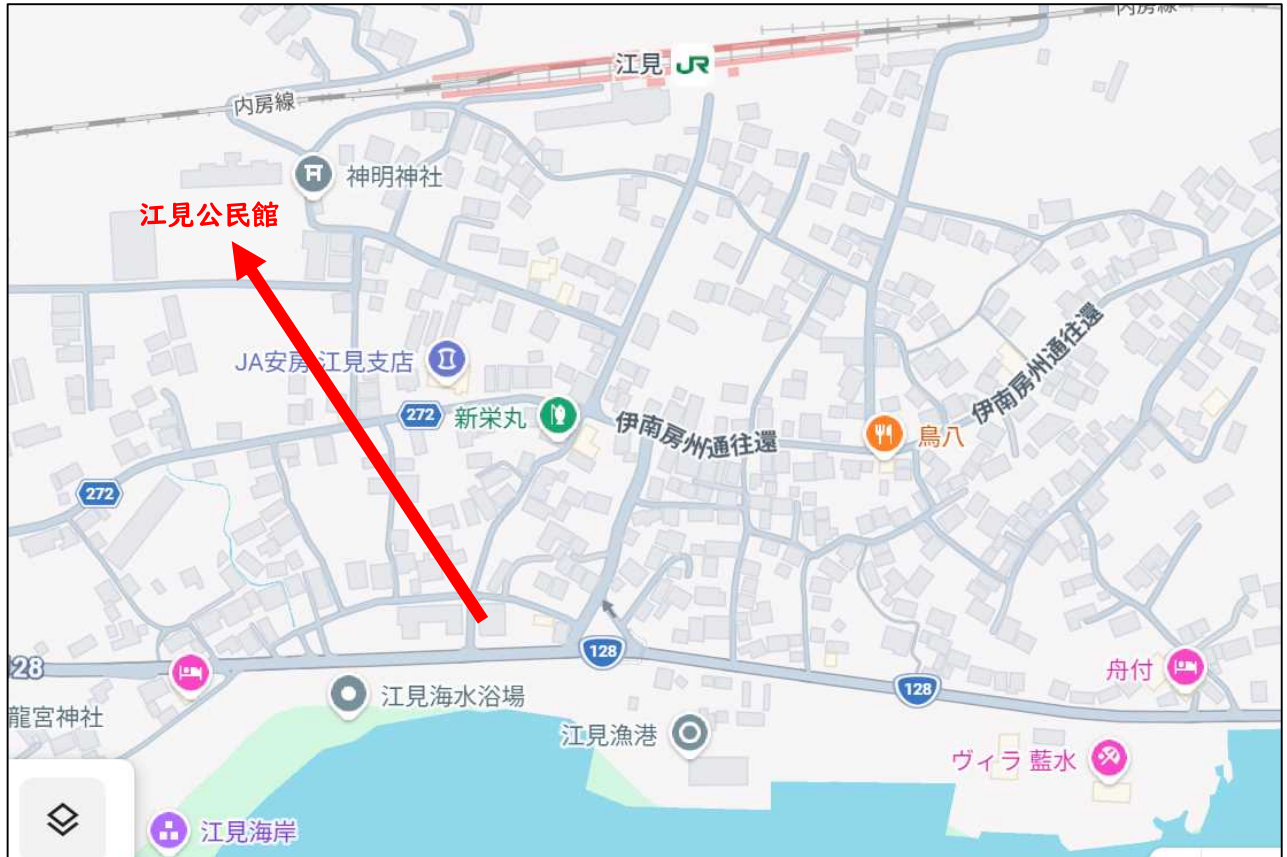 内房線
江見 JR
内房線
神明神社
江見公民館
JA安房 江見支店
272
新栄丸
伊南房州通往還
鳥八
伊南房州通往還
272
128
128
128
舟付
龍宮神社
江見海水浴場
江見漁港
ヴィラ 藍水
江見海岸